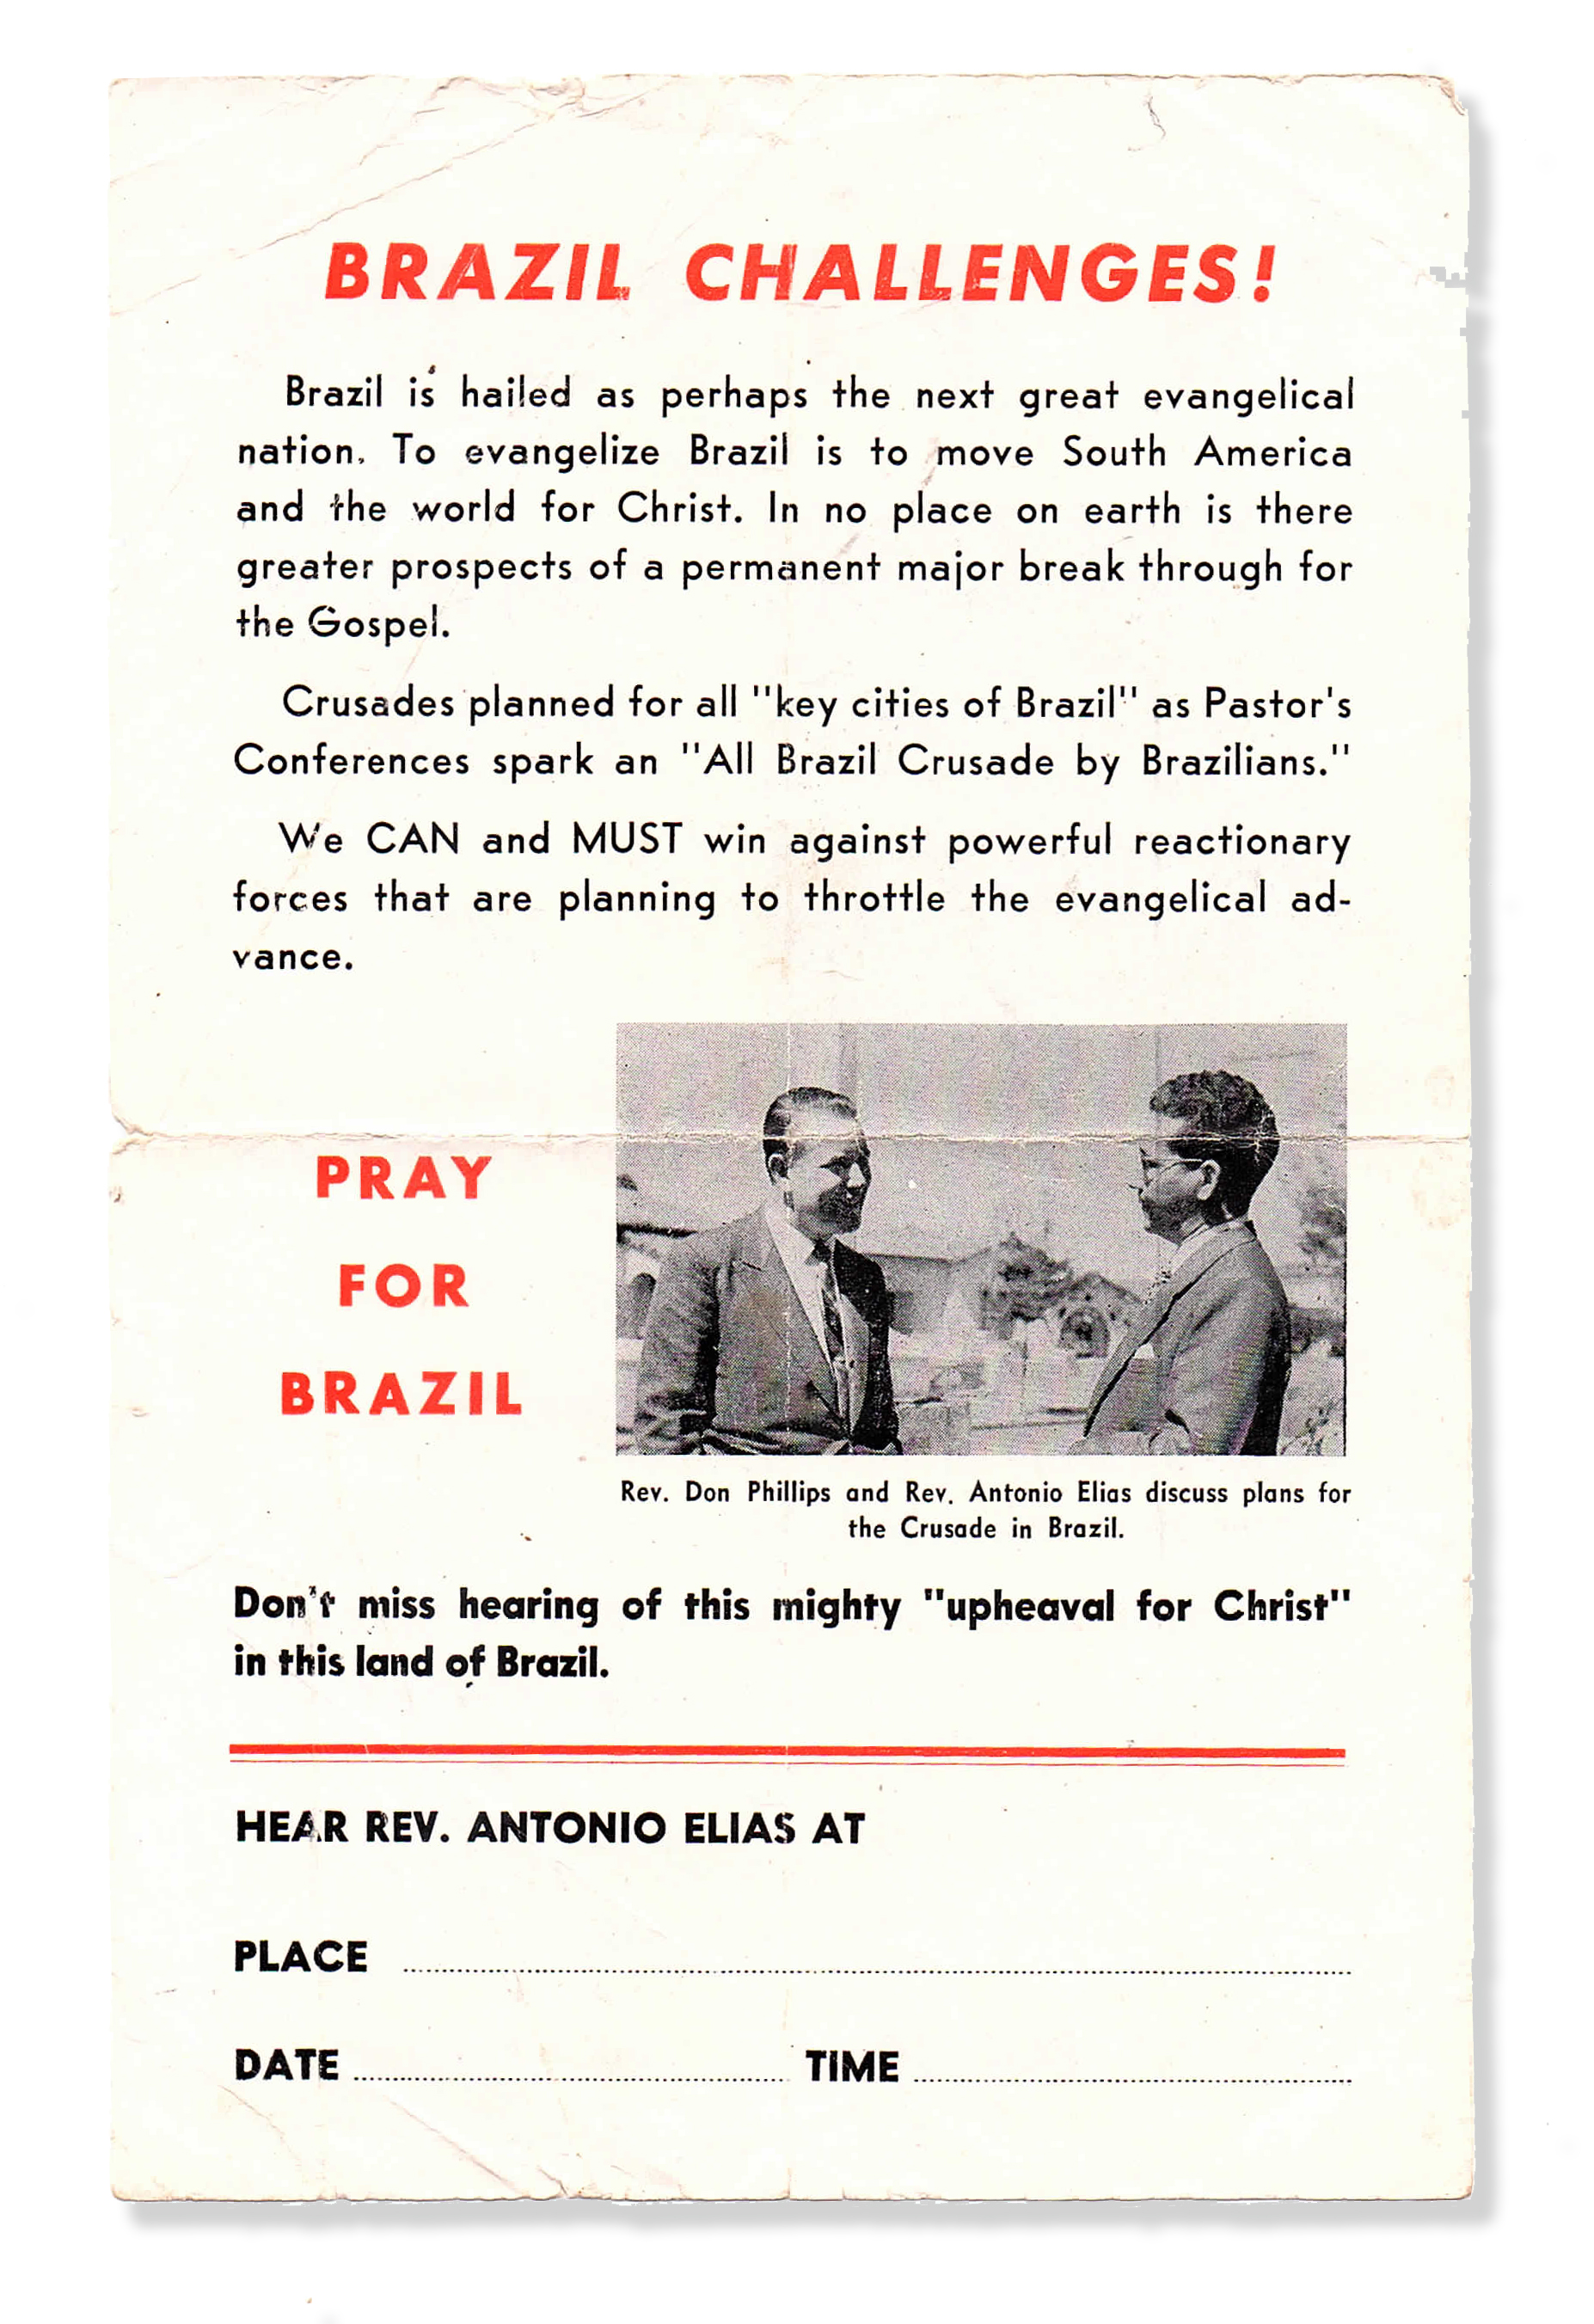 BRAZIL CHALLENGES!
Brazil is hailed as perhaps the next great evangelical
nation. To evangelize Brazil is to move South America
and the world for Christ. In no place on earth is there
greater prospects of a permanent major break through for
the Gospel.
Crusades planned for all "key cities of Brazil" as Pastor's
Conferences spark an "All Brazil Crusade by Brazilians."
We CAN and MUST win against powerful reactionary
forces that are planning to throttle the evangelical ad-
vance.
PRAY
FOR
BRAZIL
Rev. Don Phillips and Rev. Antonio Elias discuss plans for
the Crusade in Brazil.
Don't miss hearing of this mighty "upheaval for Christ"
in this land of Brazil.
HEAR REV. ANTONIO ELIAS AT
PLACE
DATE TIME